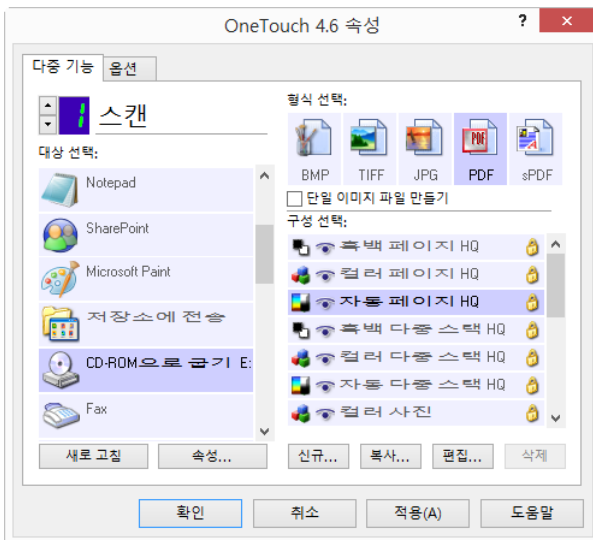 OneTouch 4.6 속성
?
×
다중 기능
옵션
1 스캔
대상 선택:
Notepad
SharePoint
Microsoft Paint
저장소에 전송
CD-ROM으로 굽기 E:
Fax
새로 고침
속성...
형식 선택:
BMP TIFF JPG PDF sPDF
단일 이미지 파일 만들기
구성 선택:
흑백 페이지 HQ
컬러 페이지 HQ
자동 페이지 HQ
흑백 다중 스택 HQ
컬러 다중 스택 HQ
자동 다중 스택 HQ
컬러 사진
신규... 복사... 편집... 삭제
확인 취소 적용(A) 도움말